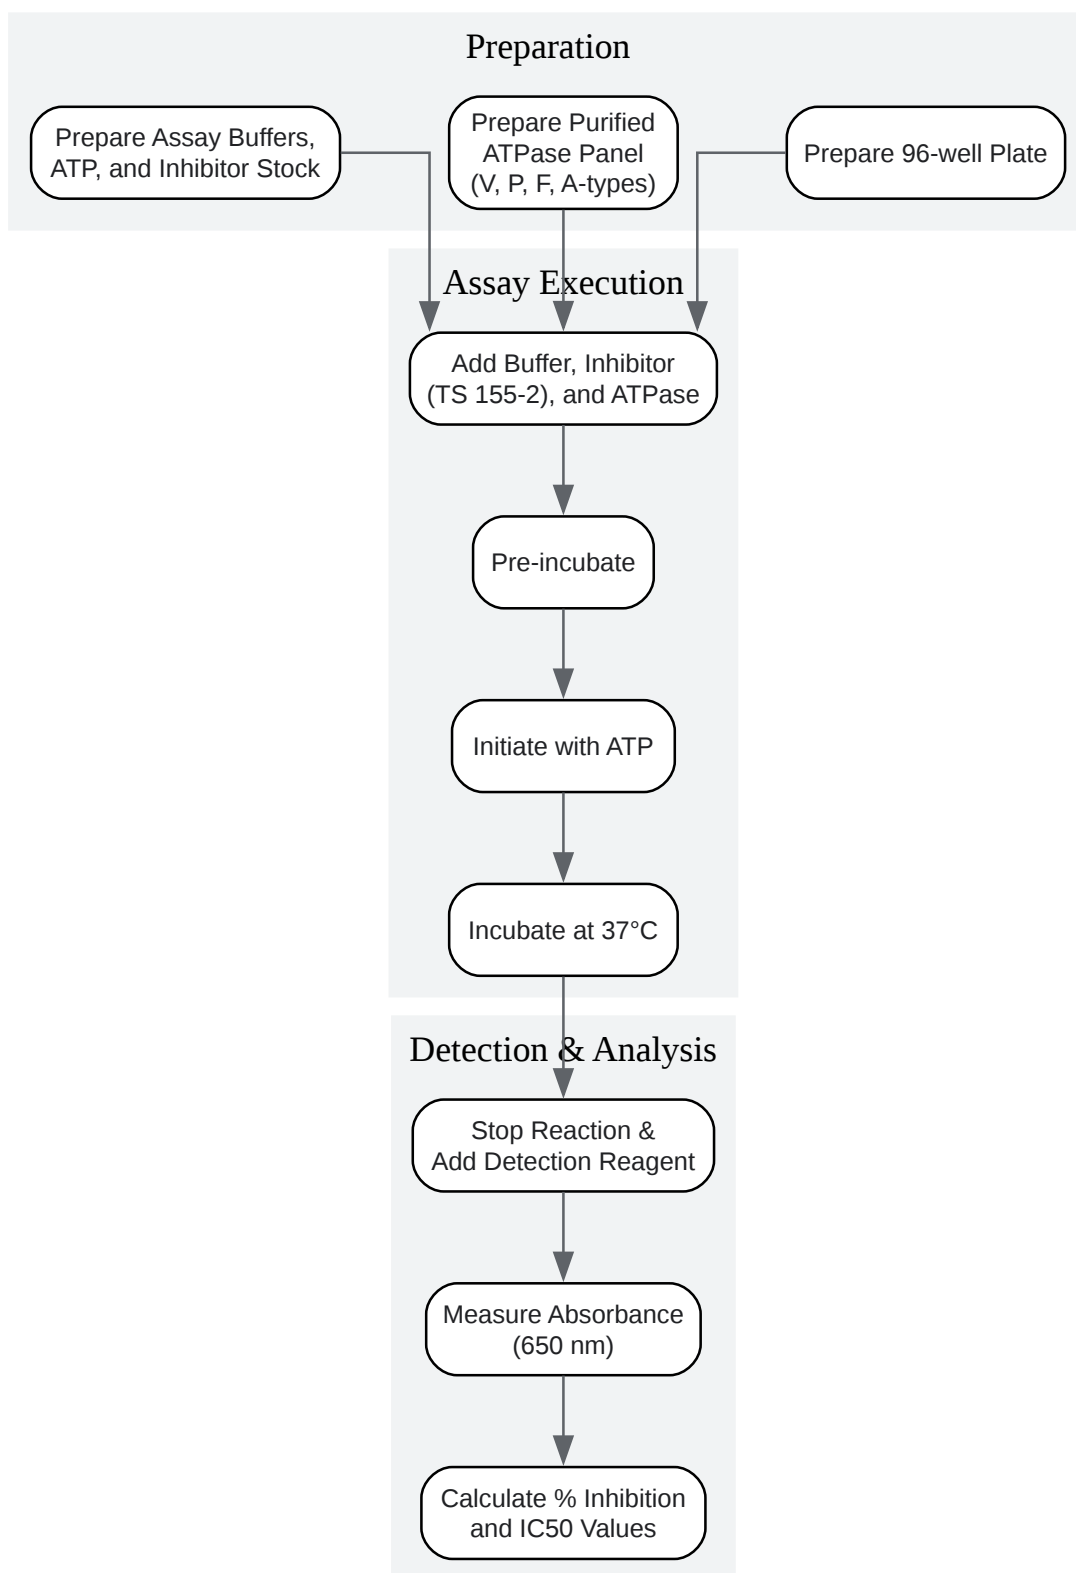 Preparation
Prepare Assay Buffers,
ATP, and Inhibitor Stock
Prepare Purified
ATPase Panel
(V, P, F, A-types)
Prepare 96-well Plate
Assay Execution
Add Buffer, Inhibitor
(TS 155-2), and ATPase
Pre-incubate
Initiate with ATP
Incubate at 37°C
Detection & Analysis
Stop Reaction &
Add Detection Reagent
Measure Absorbance
(650 nm)
Calculate % Inhibition
and IC50 Values